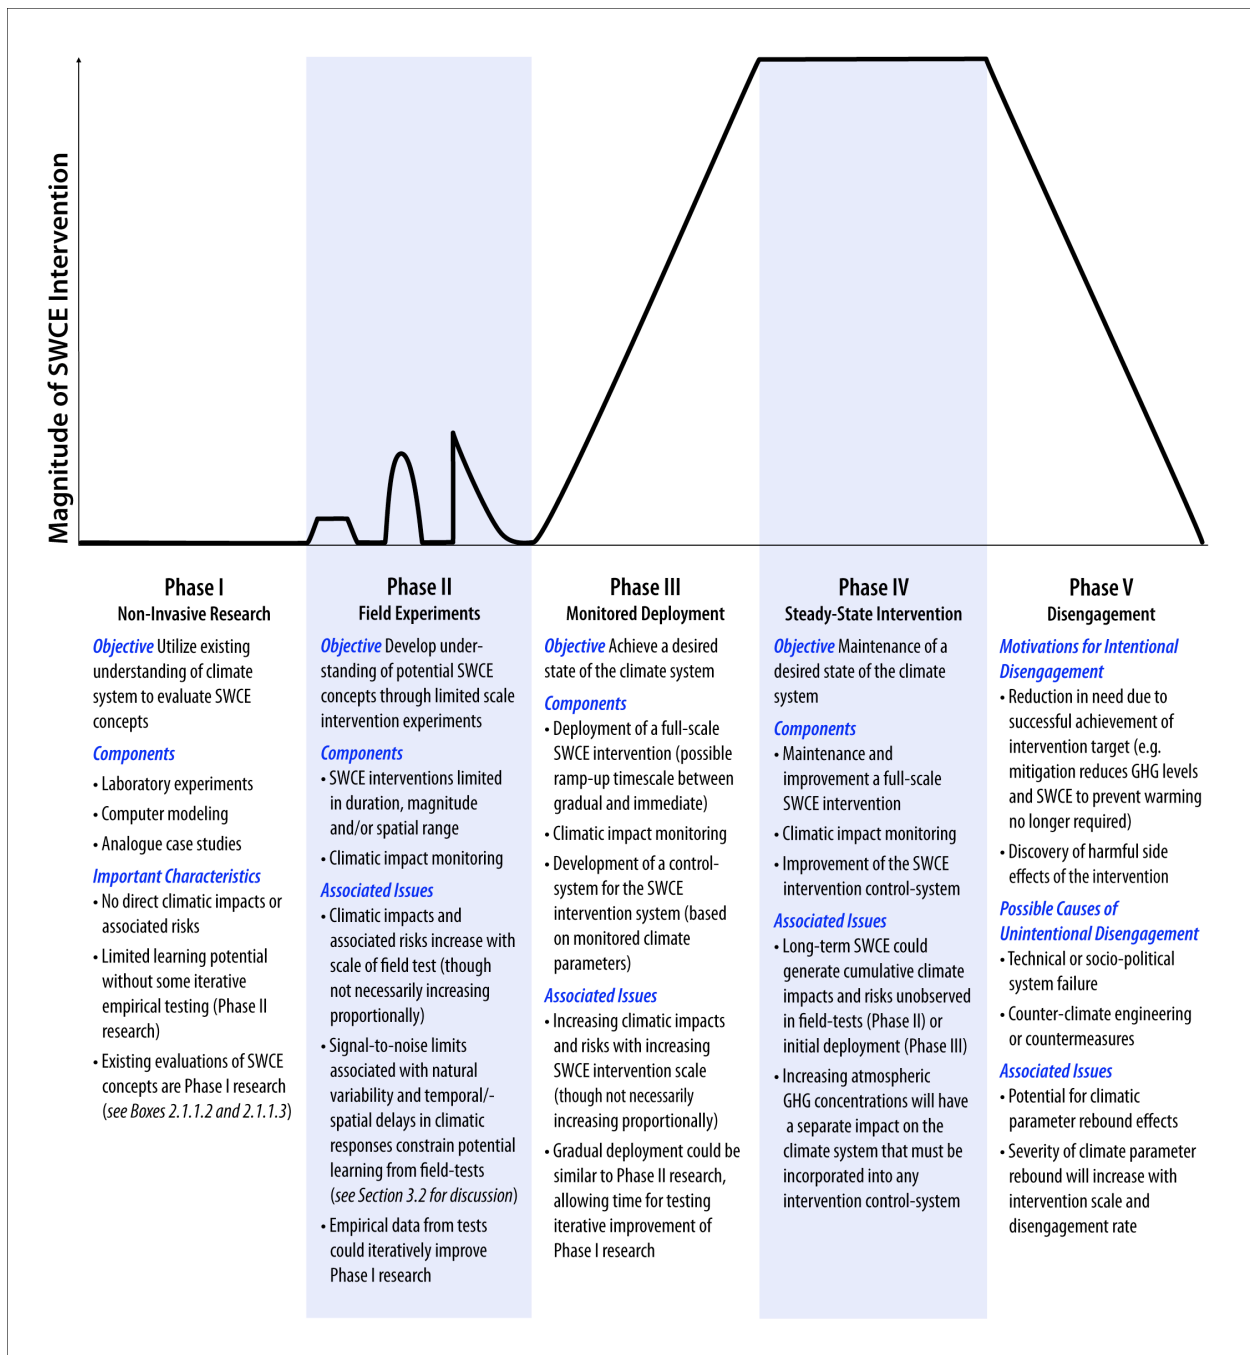 Magnitude of SWCE Intervention
Phase I
Non-Invasive Research
Objective Utilize existing
understanding of climate
system to evaluate SWCE
concepts
Components
• Laboratory experiments
• Computer modeling
• Analogue case studies
Important Characteristics
• No direct climatic impacts or
associated risks
• Limited learning potential
without some iterative
empirical testing (Phase II
research)
• Existing evaluations of SWCE
concepts are Phase I research
(see Boxes 2.1.1.2 and 2.1.1.3)
Phase II
Field Experiments
Objective Develop under-
standing of potential SWCE
concepts through limited scale
intervention experiments
Components
• SWCE interventions limited
in duration, magnitude
and/or spatial range
• Climatic impact monitoring
Associated Issues
• Climatic impacts and
associated risks increase with
scale of field test (though
not necessarily increasing
proportionally)
• Signal-to-noise limits
associated with natural
variability and temporal/-
spatial delays in climatic
responses constrain potential
learning from field-tests
(see Section 3.2 for discussion)
• Empirical data from tests
could iteratively improve
Phase I research
Phase III
Monitored Deployment
Objective Achieve a desired
state of the climate system
Components
• Deployment of a full-scale
SWCE intervention (possible
ramp-up timescale between
gradual and immediate)
• Climatic impact monitoring
• Development of a control-
system for the SWCE
intervention system (based
on monitored climate
parameters)
Associated Issues
• Increasing climatic impacts
and risks with increasing
SWCE intervention scale
(though not necessarily
increasing proportionally)
• Gradual deployment could be
similar to Phase II research,
allowing time for testing
iterative improvement of
Phase I research
Phase IV
Steady-State Intervention
Objective Maintenance of a
desired state of the climate
system
Components
• Maintenance and
improvement a full-scale
SWCE intervention
• Climatic impact monitoring
• Improvement of the SWCE
intervention control-system
Associated Issues
• Long-term SWCE could
generate cumulative climate
impacts and risks unobserved
in field-tests (Phase II) or
initial deployment (Phase III)
• Increasing atmospheric
GHG concentrations will have
a separate impact on the
climate system that must be
incorporated into any
intervention control-system
Phase V
Disengagement
Motivations for Intentional
Disengagement
• Reduction in need due to
successful achievement of
intervention target (e.g.
mitigation reduces GHG levels
and SWCE to prevent warming
no longer required)
• Discovery of harmful side
effects of the intervention
Possible Causes of
Unintentional Disengagement
• Technical or socio-political
system failure
• Counter-climate engineering
or countermeasures
Associated Issues
• Potential for climatic
parameter rebound effects
• Severity of climate parameter
rebound will increase with
intervention scale and
disengagement rate